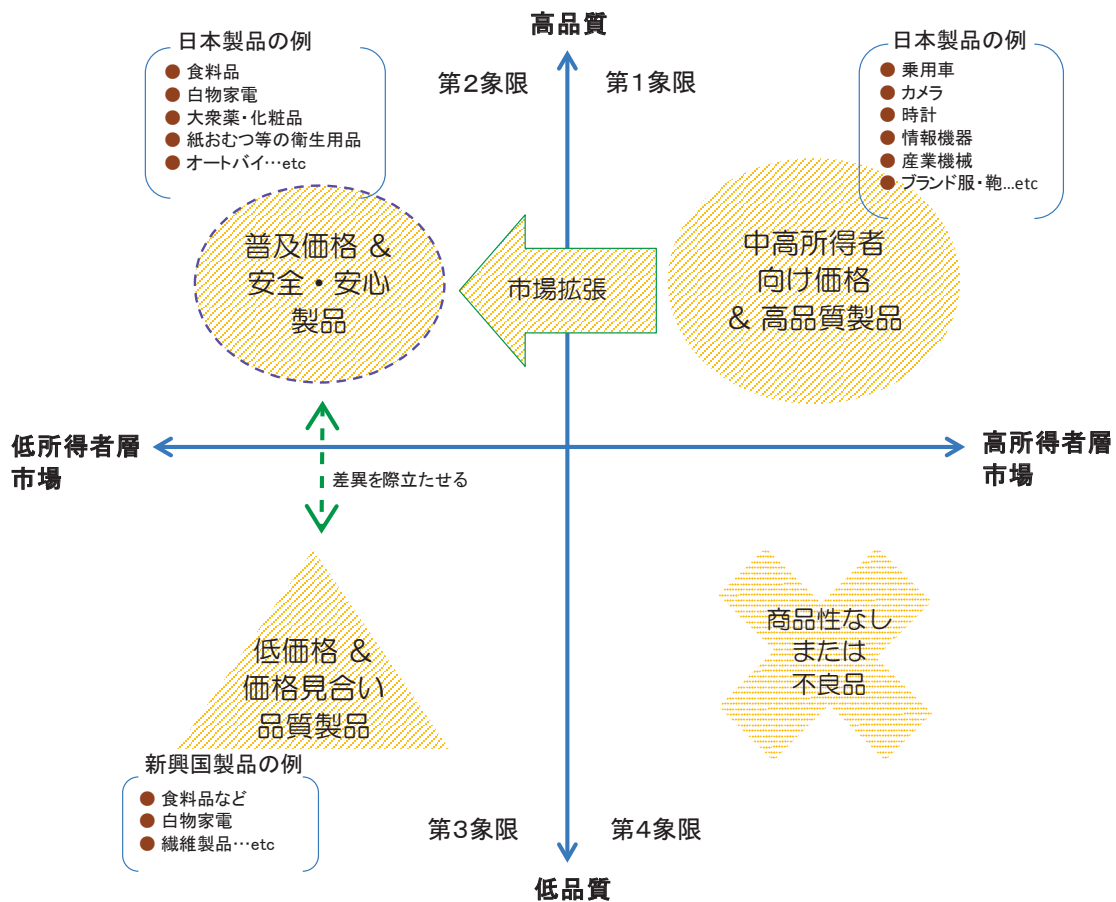 高品質
日本製品の例
● 食料品
● 白物家電
● 大衆薬・化粧品
● 紙おむつ等の衛生用品
● オートバイ…etc
第2象限
第1象限
日本製品の例
● 乗用車
● カメラ
● 時計
● 情報機器
● 産業機械
● ブランド服・鞄...etc
普及価格 &
安全・安心
製品
市場拡張
中高所得者
向け価格
& 高品質製品
低所得者層
市場
高所得者層
市場
差異を際立たせる
低価格 &
価格見合い
品質製品
商品性なし
または
不良品
新興国製品の例
● 食料品など
● 白物家電
● 繊維製品…etc
第3象限
第4象限
低品質